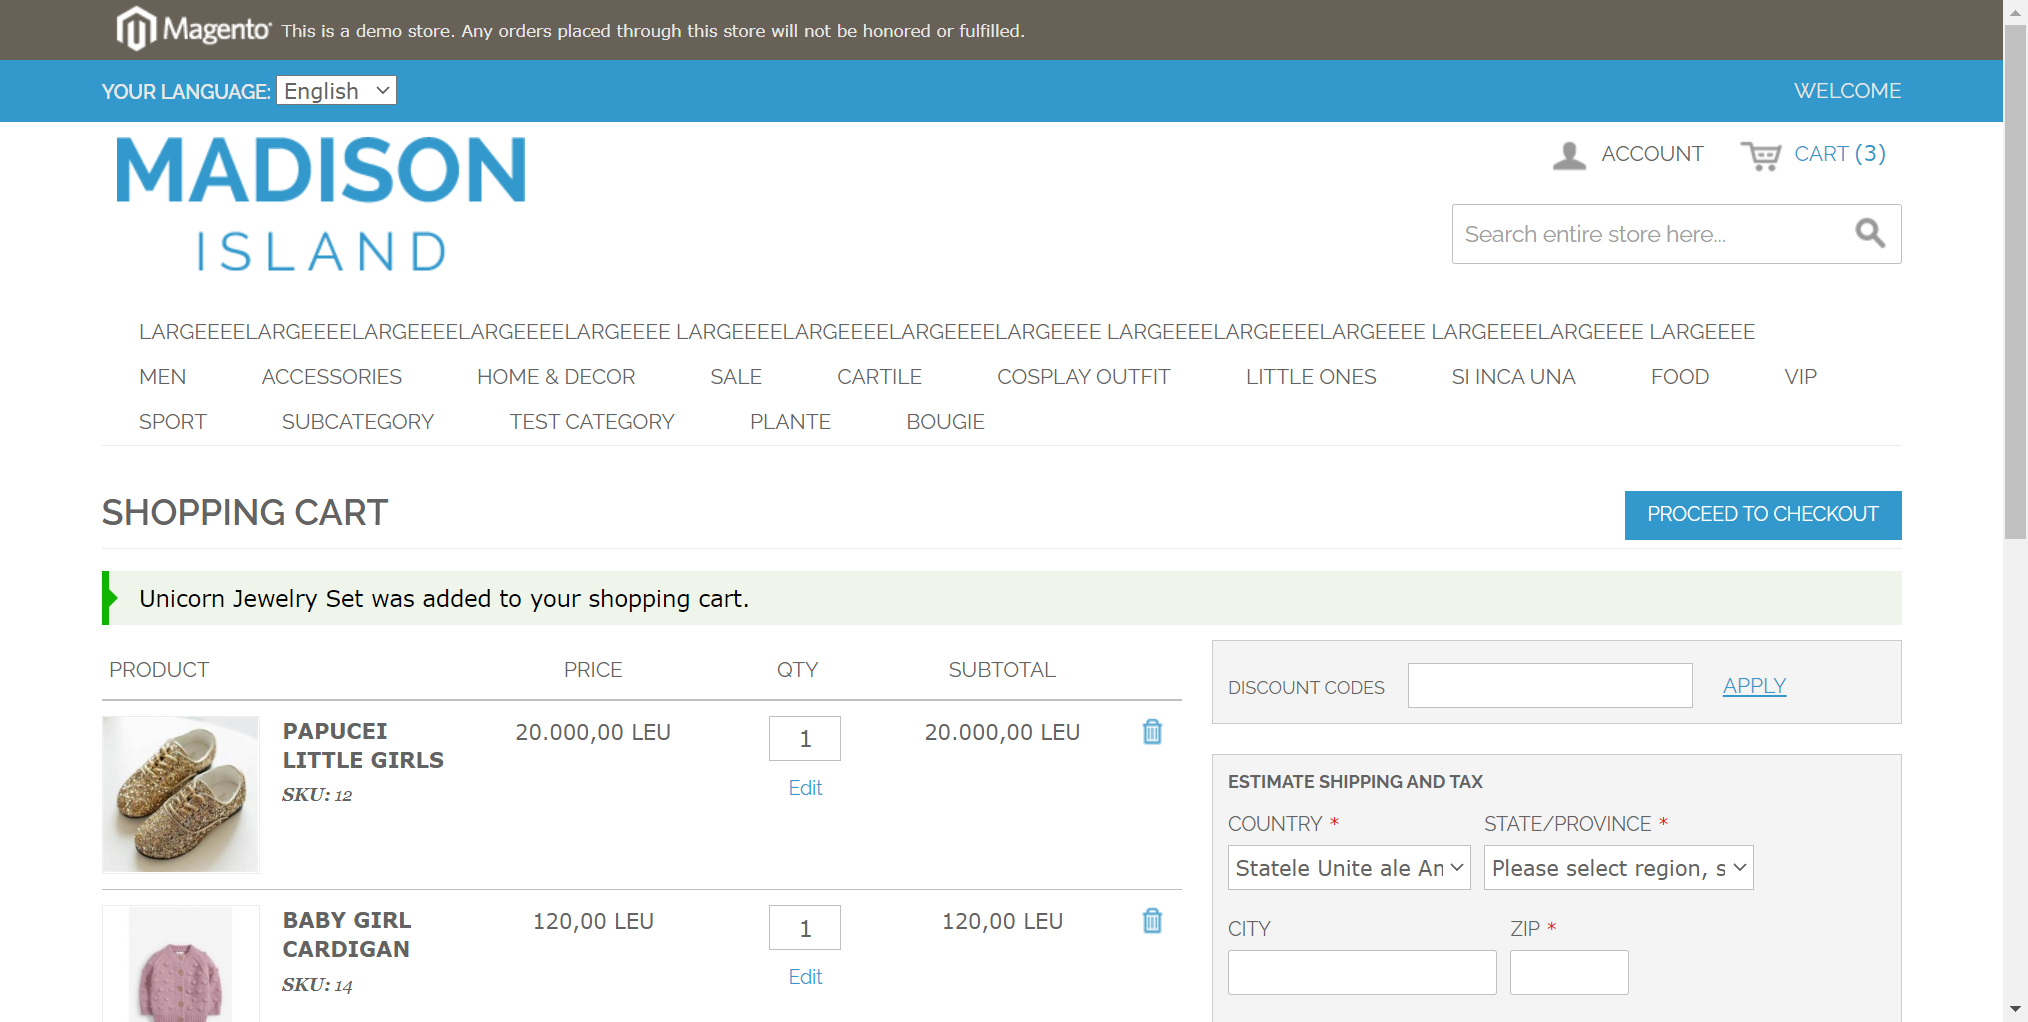 Magento This is a demo store. Any orders placed through this store will not be honored or fulfilled.
YOUR LANGUAGE: English WELCOME
MADISON
ISLAND
ACCOUNT CART (3)
Search entire store here...
LARGEEEELARGEEEELARGEEEELARGEEEELARGEEEE LARGEEEELARGEEEELARGEEEELARGEEEE LARGEEEELARGEEEELARGEEEE LARGEEEELARGEEEE LARGEEEE
MEN ACCESSORIES HOME & DECOR SALE CARTILE COSPLAY OUTFIT LITTLE ONES SI INCA UNA FOOD VIP
SPORT SUBCATEGORY TEST CATEGORY PLANTE BOUGIE
SHOPPING CART
PROCEED TO CHECKOUT
Unicorn Jewelry Set was added to your shopping cart.
PRODUCT PRICE QTY SUBTOTAL
PAPUCEI
LITTLE GIRLS
SKU: 12
20.000,00 LEU 1 20.000,00 LEU
Edit
BABY GIRL
CARDIGAN
SKU: 14
120,00 LEU 1 120,00 LEU
Edit
DISCOUNT CODES APPLY
ESTIMATE SHIPPING AND TAX
COUNTRY * STATE/PROVINCE *
Statele Unite ale Am Please select region, s
CITY ZIP *